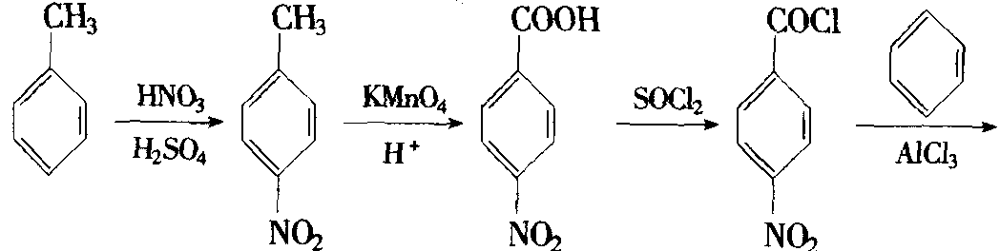 CH₃
CH₃
COOH
COCl
HNO₃
H₂SO₄
KMnO₄
H⁺
SOCl₂
AlCl₃
NO₂
NO₂
NO₂